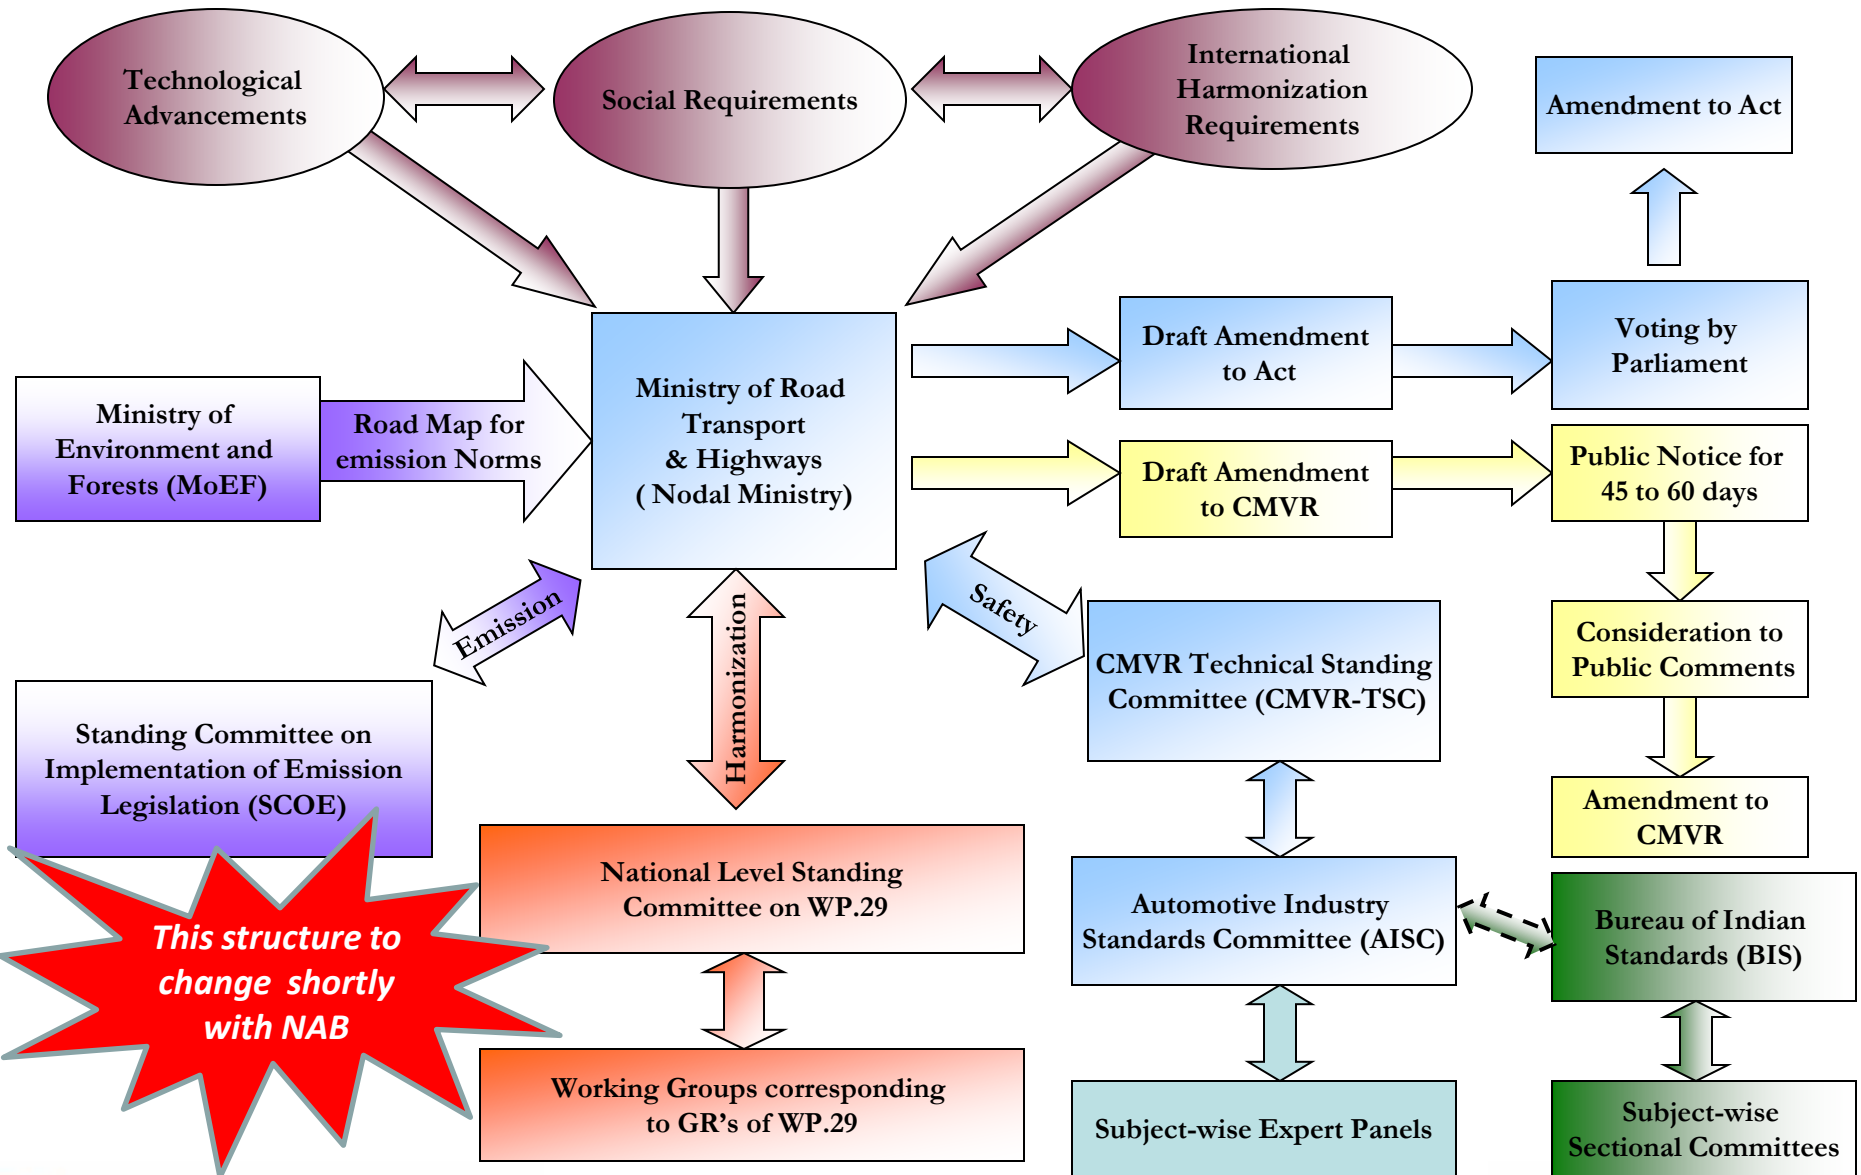 Technological
Advancements
Social Requirements
International
Harmonization
Requirements
Amendment to Act
Ministry of
Environment and
Forests (MoEF)
Road Map for
emission Norms
Ministry of Road
Transport
& Highways
( Nodal Ministry)
Draft Amendment
to Act
Voting by
Parliament
Draft Amendment
to CMVR
Public Notice for
45 to 60 days
Emission
Harmonization
Safety
Consideration to
Public Comments
CMVR Technical Standing
Committee (CMVR-TSC)
Standing Committee on
Implementation of Emission
Legislation (SCOE)
Amendment to
CMVR
National Level Standing
Committee on WP.29
Automotive Industry
Standards Committee (AISC)
Bureau of Indian
Standards (BIS)
This structure to
change shortly
with NAB
Working Groups corresponding
to GR's of WP.29
Subject-wise Expert Panels
Subject-wise
Sectional Committees